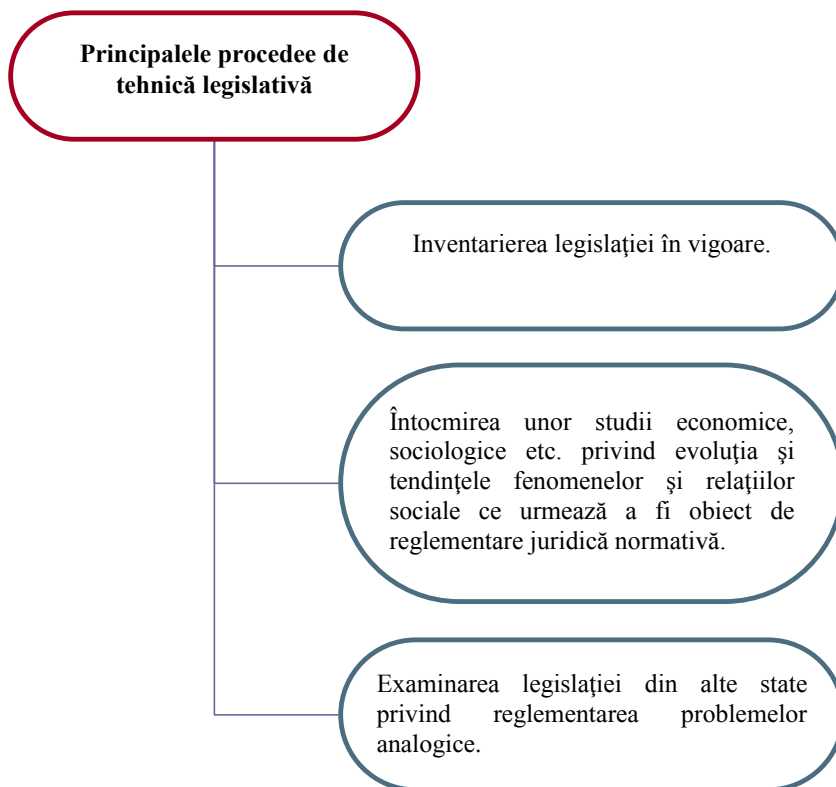 Principalele procedee de
tehnică legislativă
Inventarierea legislaţiei în vigoare.
Întocmirea unor studii economice,
sociologice etc. privind evoluţia şi
tendinţele fenomenelor şi relaţiilor
sociale ce urmează a fi obiect de
reglementare juridică normativă.
Examinarea legislaţiei din alte state
privind reglementarea problemelor
analogice.